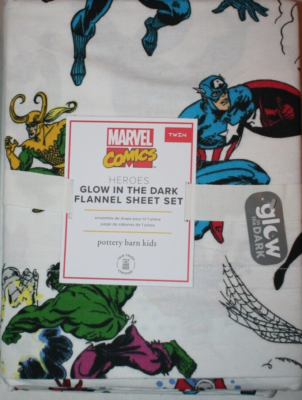 MARVEL
COMICS
TWIN
HEROES
GLOW IN THE DARK
FLANNEL SHEET SET
pottery barn kids
glow
IN THE
DARK